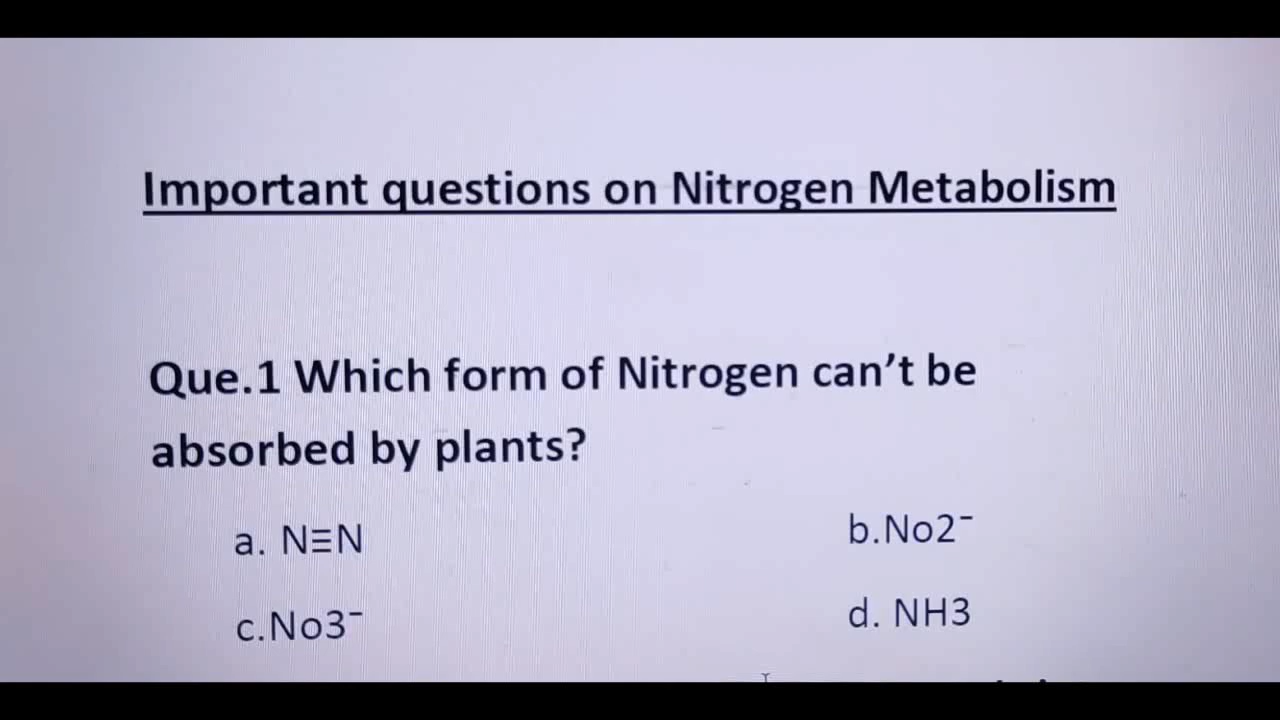 Important questions on Nitrogen Metabolism
Que.1 Which form of Nitrogen can’t be
absorbed by plants?
a. N≡N
b.No2⁻
c.No3⁻
d. NH3